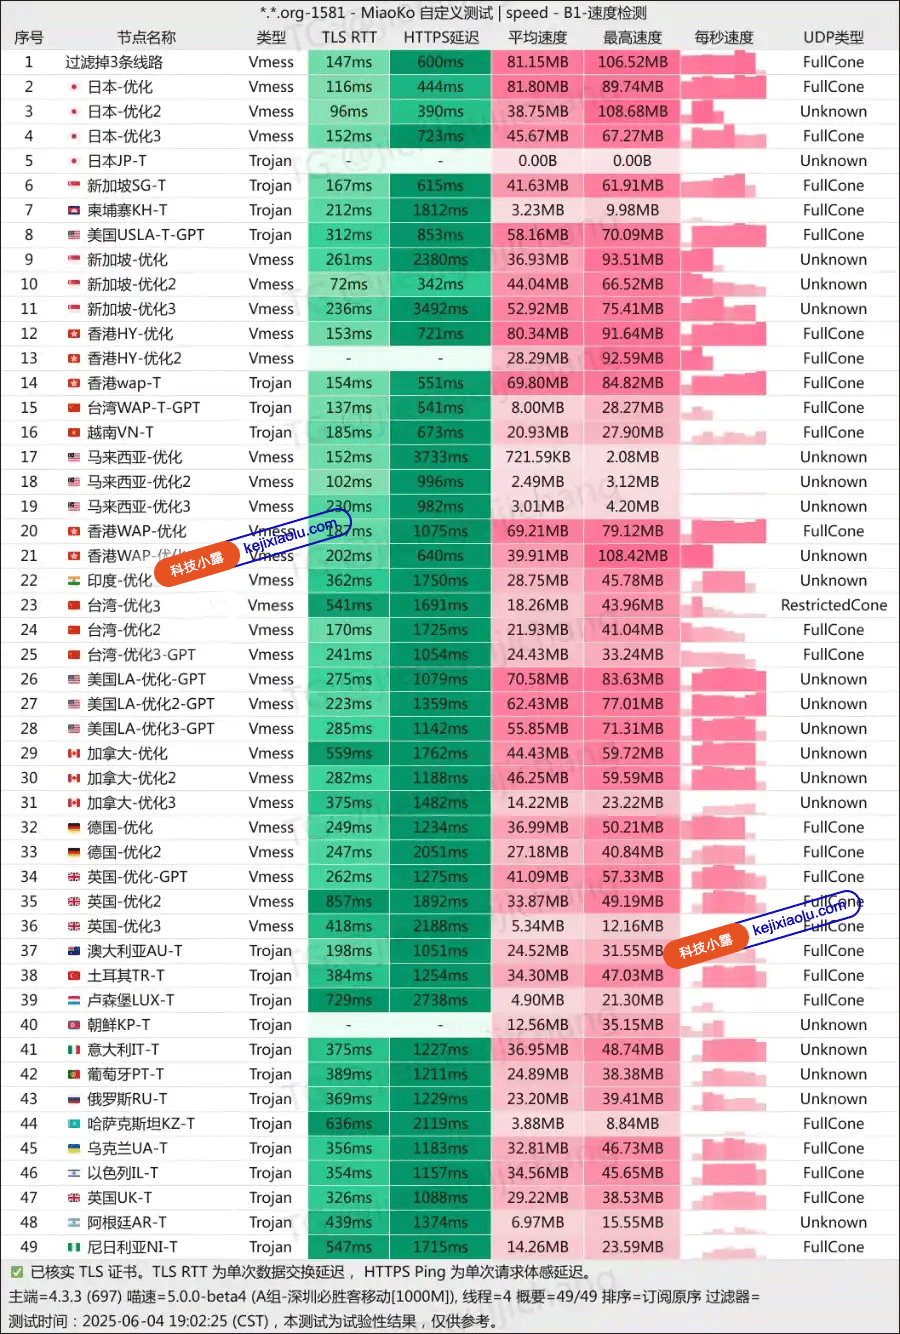 *.*.org-1581 - MiaoKo 自定义测试 | speed - B1-速度检测
序号 节点名称 类型 TLS RTT HTTPS延迟 平均速度 最高速度 每秒速度 UDP类型
1 过滤掉3条线路 Vmess 147ms 600ms 81.15MB 106.52MB FullCone
2 日本-优化 Vmess 116ms 444ms 81.80MB 89.74MB FullCone
3 日本-优化2 Vmess 96ms 390ms 38.75MB 108.68MB Unknown
4 日本-优化3 Vmess 152ms 723ms 45.67MB 67.27MB FullCone
5 日本JP-T Trojan - - 0.00B 0.00B Unknown
6 新加坡SG-T Trojan 167ms 615ms 41.63MB 61.91MB FullCone
7 柬埔寨KH-T Trojan 212ms 1812ms 3.23MB 9.98MB FullCone
8 美国USLA-T-GPT Trojan 312ms 853ms 58.16MB 70.09MB FullCone
9 新加坡-优化 Vmess 261ms 2380ms 36.93MB 93.51MB Unknown
10 新加坡-优化2 Vmess 72ms 342ms 44.04MB 66.52MB Unknown
11 新加坡-优化3 Vmess 236ms 3492ms 52.92MB 75.41MB Unknown
12 香港HY-优化 Vmess 153ms 721ms 80.34MB 91.64MB FullCone
13 香港HY-优化2 Vmess - - 28.29MB 92.59MB FullCone
14 香港wap-T Trojan 154ms 551ms 69.80MB 84.82MB FullCone
15 台湾WAP-T-GPT Trojan 137ms 541ms 8.00MB 28.27MB FullCone
16 越南VN-T Trojan 185ms 673ms 20.93MB 27.90MB FullCone
17 马来西亚-优化 Vmess 152ms 3733ms 721.59KB 2.08MB Unknown
18 马来西亚-优化2 Vmess 102ms 996ms 2.49MB 3.12MB Unknown
19 马来西亚-优化3 Vmess 230ms 982ms 3.01MB 4.20MB Unknown
20 香港WAP-优化 Vmess 187ms 1075ms 69.21MB 79.12MB FullCone
21 香港WAP-优化 Vmess 202ms 640ms 39.91MB 108.42MB Unknown
科技小露 kejixiaolu.com
22 印度-优化 Vmess 362ms 1750ms 28.75MB 45.78MB Unknown
23 台湾-优化3 Vmess 541ms 1691ms 18.26MB 43.96MB RestrictedCone
24 台湾-优化2 Vmess 170ms 1725ms 21.93MB 41.04MB FullCone
25 台湾-优化3-GPT Vmess 241ms 1054ms 24.43MB 33.24MB FullCone
26 美国LA-优化-GPT Vmess 275ms 1079ms 70.58MB 83.63MB FullCone
27 美国LA-优化2-GPT Vmess 223ms 1359ms 62.43MB 77.01MB FullCone
28 美国LA-优化3-GPT Vmess 285ms 1142ms 55.85MB 71.31MB Unknown
29 加拿大-优化 Vmess 559ms 1762ms 44.43MB 59.72MB Unknown
30 加拿大-优化2 Vmess 282ms 1188ms 46.25MB 59.59MB Unknown
31 加拿大-优化3 Vmess 375ms 1482ms 14.22MB 23.22MB Unknown
32 德国-优化 Vmess 249ms 1234ms 36.99MB 50.21MB FullCone
33 德国-优化2 Vmess 247ms 2051ms 27.18MB 40.84MB FullCone
34 英国-优化-GPT Vmess 262ms 1275ms 41.09MB 57.33MB FullCone
35 英国-优化2 Vmess 857ms 1892ms 33.87MB 49.19MB FullCone
36 英国-优化3 Vmess 418ms 2188ms 5.34MB 12.16MB FullCone
科技小露 kejixiaolu.com
37 澳大利亚AU-T Trojan 198ms 1051ms 24.52MB 31.55MB FullCone
38 土耳其TR-T Trojan 384ms 1254ms 34.30MB 47.03MB FullCone
39 卢森堡LUX-T Trojan 729ms 2738ms 4.90MB 21.30MB FullCone
40 朝鲜KP-T Trojan - - 12.56MB 35.15MB Unknown
41 意大利IT-T Trojan 375ms 1227ms 36.95MB 48.74MB Unknown
42 葡萄牙PT-T Trojan 389ms 1211ms 24.89MB 38.38MB Unknown
43 俄罗斯RU-T Trojan 369ms 1229ms 23.20MB 39.41MB Unknown
44 哈萨克斯坦KZ-T Trojan 636ms 2119ms 3.88MB 8.84MB FullCone
45 乌克兰UA-T Trojan 356ms 1183ms 32.81MB 46.73MB FullCone
46 以色列IL-T Trojan 354ms 1157ms 34.56MB 45.65MB FullCone
47 英国UK-T Trojan 326ms 1088ms 29.22MB 38.53MB FullCone
48 阿根廷AR-T Trojan 439ms 1374ms 6.97MB 15.55MB Unknown
49 尼日利亚NI-T Trojan 547ms 1715ms 14.26MB 23.59MB FullCone
✅ 已核实 TLS 证书。TLS RTT 为单次数据交换延迟， HTTPS Ping 为单次请求体感延迟。
主端=4.3.3 (697) 喵速=5.0.0-beta4 (A组-深圳必胜客移动[1000M]), 线程=4 概要=49/49 排序=订阅原序 过滤器=
测试时间：2025-06-04 19:02:25 (CST)，本测试为试验性结果，仅供参考。